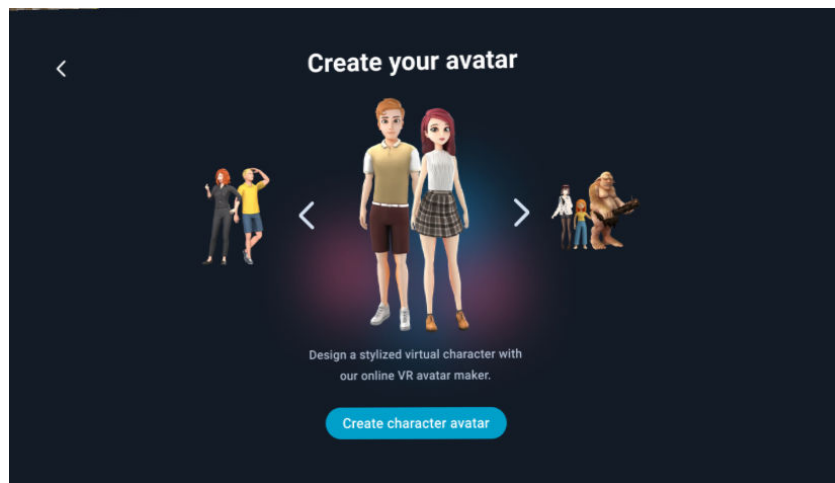 Create your avatar
Design a stylized virtual character with
our online VR avatar maker.
Create character avatar